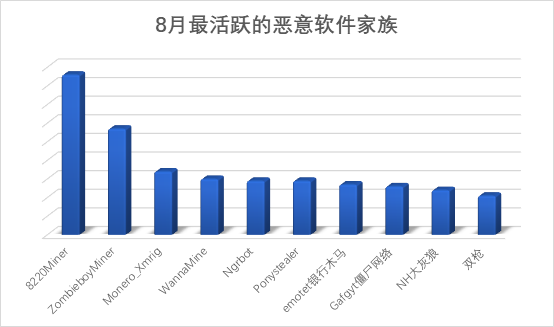 8月最活跃的恶意软件家族
8220Miner
ZombieboyMiner
Monero_Xmrig
WannaMine
Ngrbot
Ponystealer
emotet银行木马
Gafgyt僵尸网络
NH大灰狼
双枪